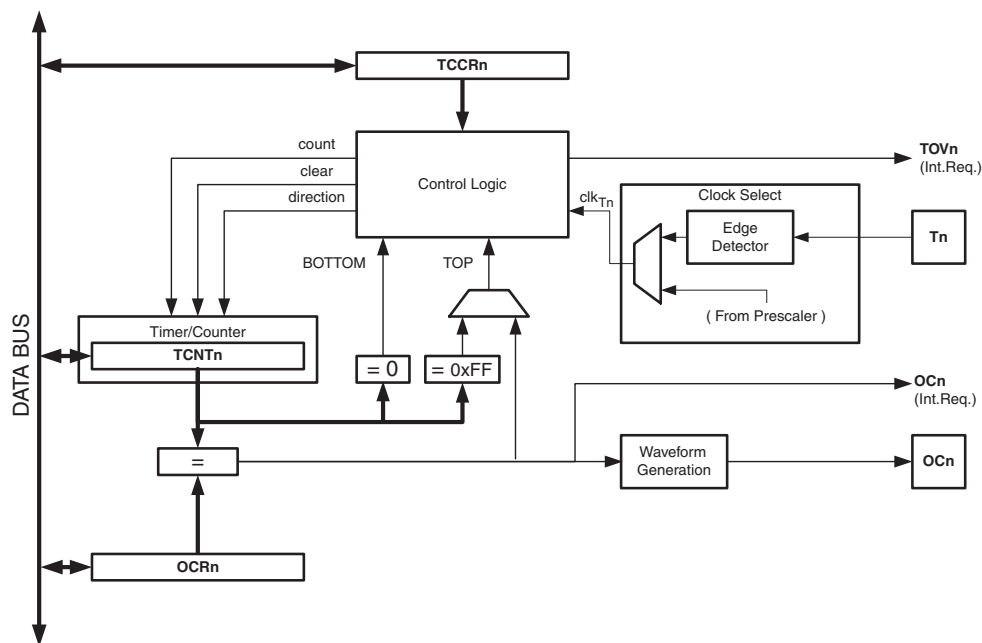 TCCRn
count
clear
direction
Control Logic
TOVn
(Int.Req.)
clkTn
Clock Select
Edge
Detector
Tn
( From Prescaler )
BOTTOM
TOP
DATA BUS
Timer/Counter
TCNTn
= 0
= 0xFF
OCn
(Int.Req.)
=
Waveform
Generation
OCn
OCRn